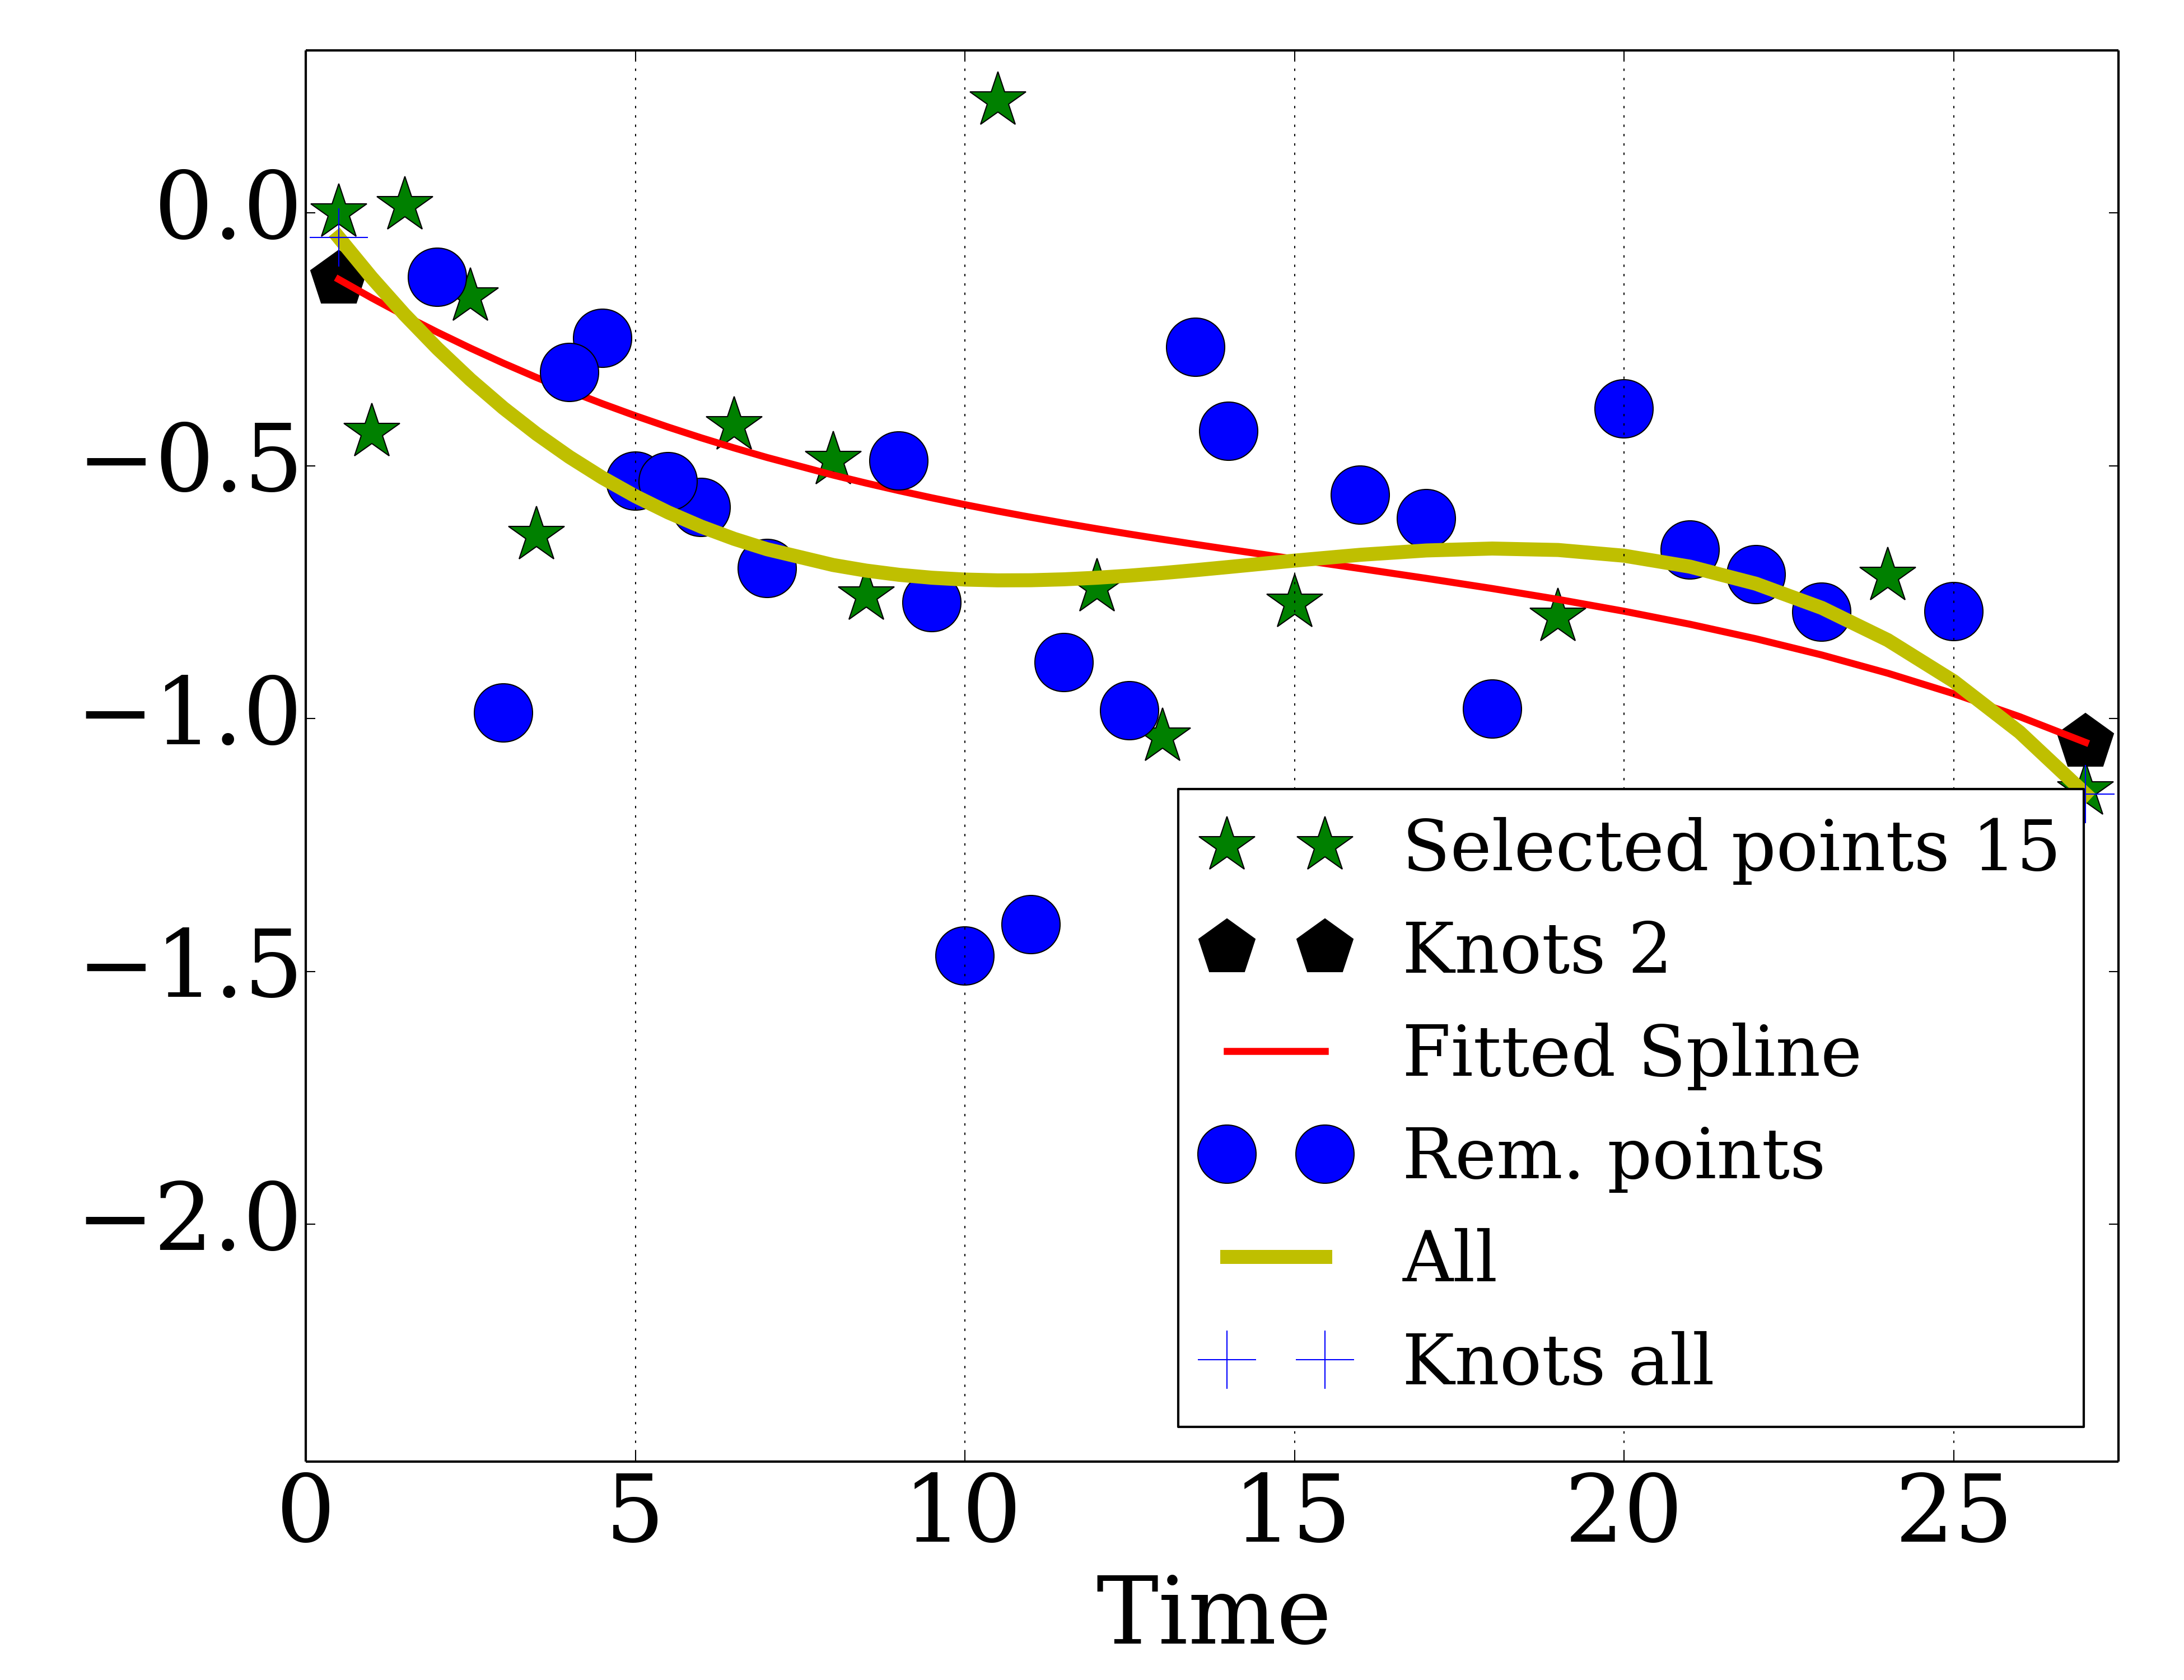 0.0
−0.5
−1.0
−1.5
−2.0
Selected points 15
Knots 2
Fitted Spline
Rem. points
All
Knots all
0 5 10 15 20 25
Time